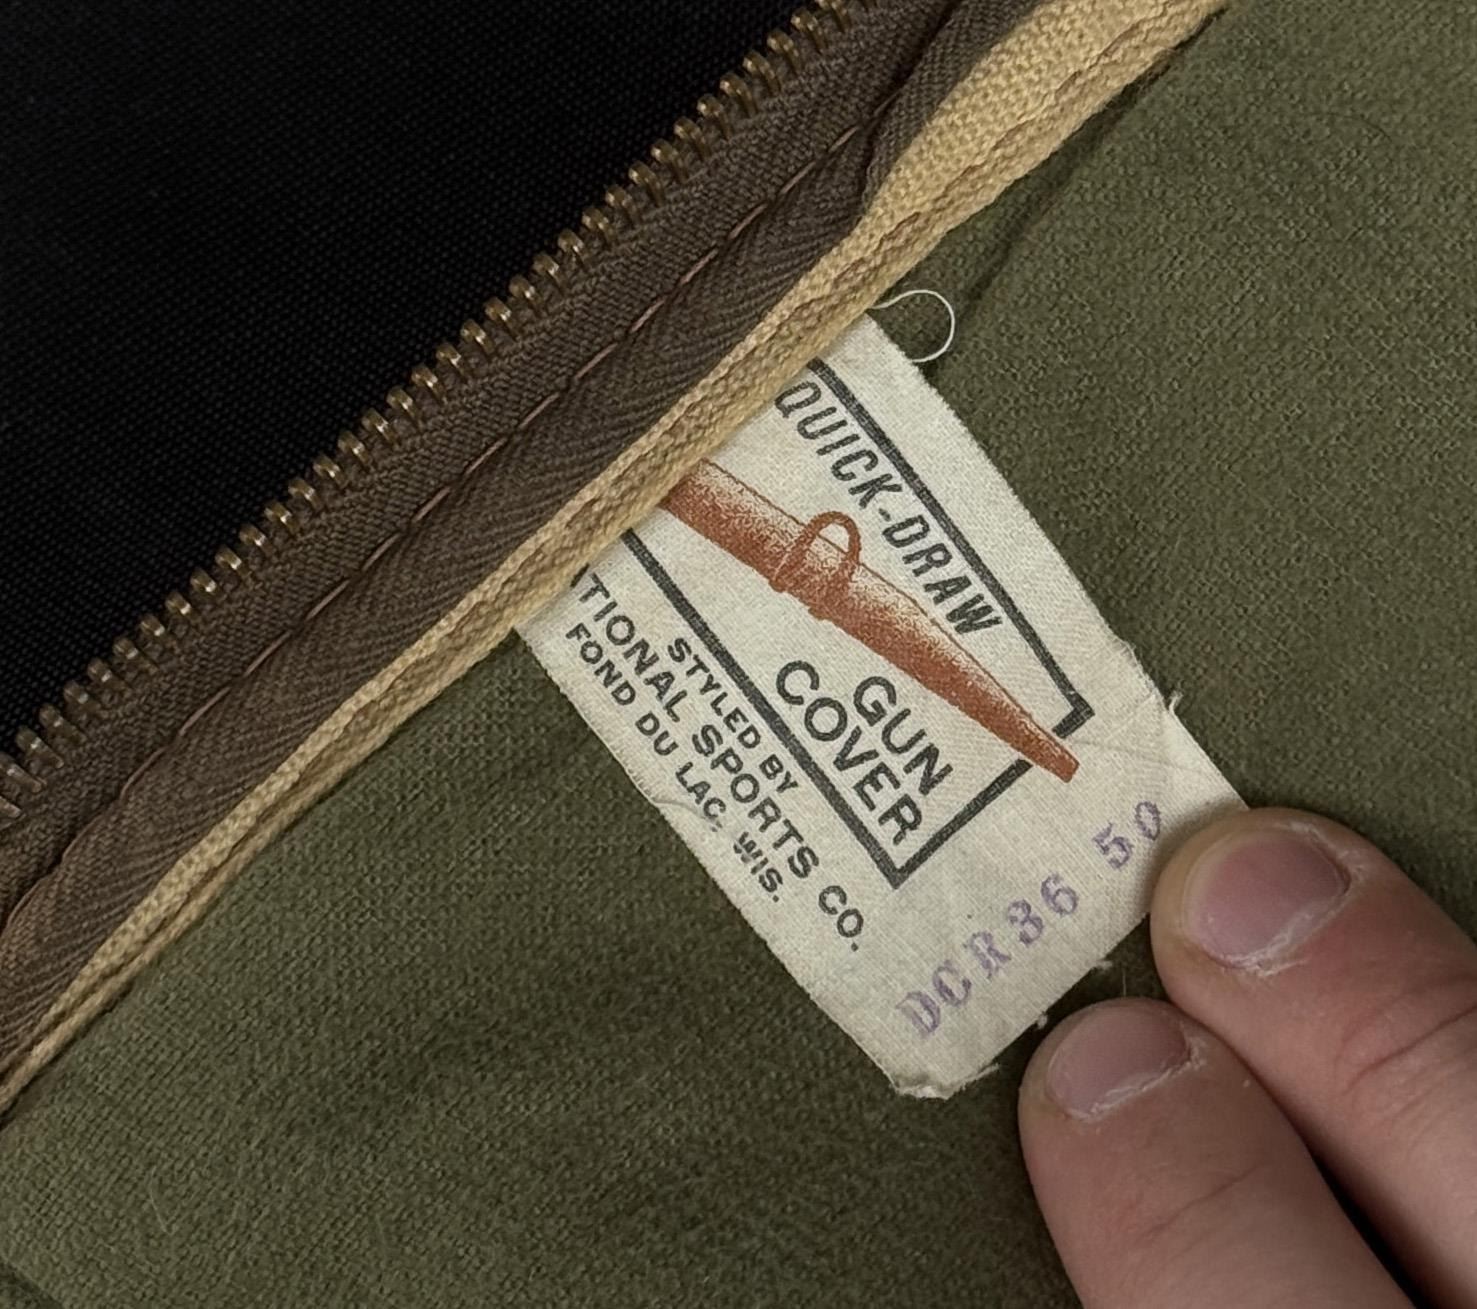 QUICK-DRAW
GUN
COVER
STYLED BY
TIONAL SPORTS CO.
FOND DU LAC, WIS.
DCR36 50